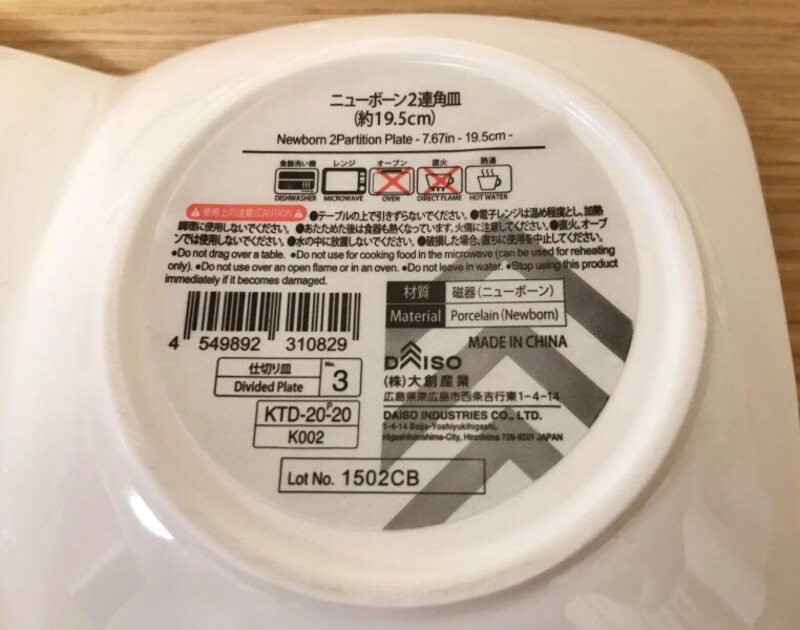 ニューボーン2連角皿
(約19.5cm)
Newborn 2Partition Plate - 7.67in - 19.5cm -
食器洗い機 レンジ オーブン 直火 熱湯
DISHWASHER MICROWAVE OVEN DIRECT FLAME HOT WATER
使用上の注意/CAUTION ●テーブルの上で引きずらないでください。●電子レンジは温め程度とし、加熱
調理に使用しないでください。●あたためた後は食器も熱くなっています。火傷に注意してください。●直火、オーブ
ンでは使用しないでください。●水の中に放置しないでください。●破損した場合、直ちに使用を中止してください。
●Do not drag over a table. ●Do not use for cooking food in the microwave (can be used for reheating
only). ●Do not use over an open flame or in an oven. ●Do not leave in water. ●Stop using this product
immediately if it becomes damaged.
材質 磁器(ニューボーン)
Material Porcelain (Newborn)
4 549892 310829
MADE IN CHINA
仕切り皿 No.
Divided Plate 3
DAISO
(株)大創産業
広島県東広島市西条吉行東1-4-14
KTD-20-P-20
K002
DAISO INDUSTRIES CO., LTD.
1-4-14 Saijo-Yoshiyukihigashi,
Higashihiroshima-City, Hiroshima 739-8501 JAPAN
Lot No. 1502CB